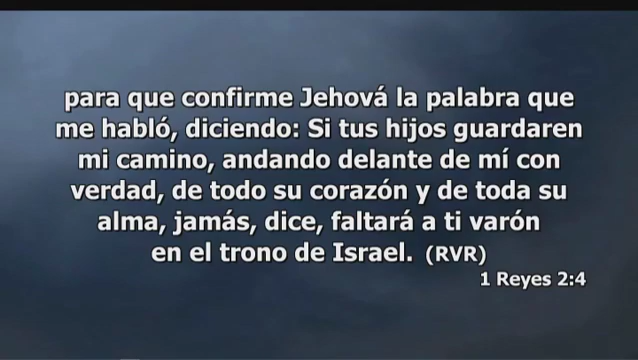 para que confirme Jehová la palabra que
me habló, diciendo: Si tus hijos guardaren
mi camino, andando delante de mí con
verdad, de todo su corazón y de toda su
alma, jamás, dice, faltará a ti varón
en el trono de Israel. (RVR)
1 Reyes 2:4